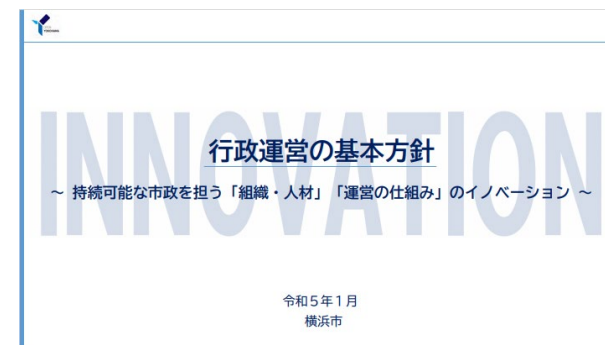 INNOVATION
行政運営の基本方針
～ 持続可能な市政を担う「組織・人材」「運営の仕組み」のイノベーション ～
令和5年1月
横浜市